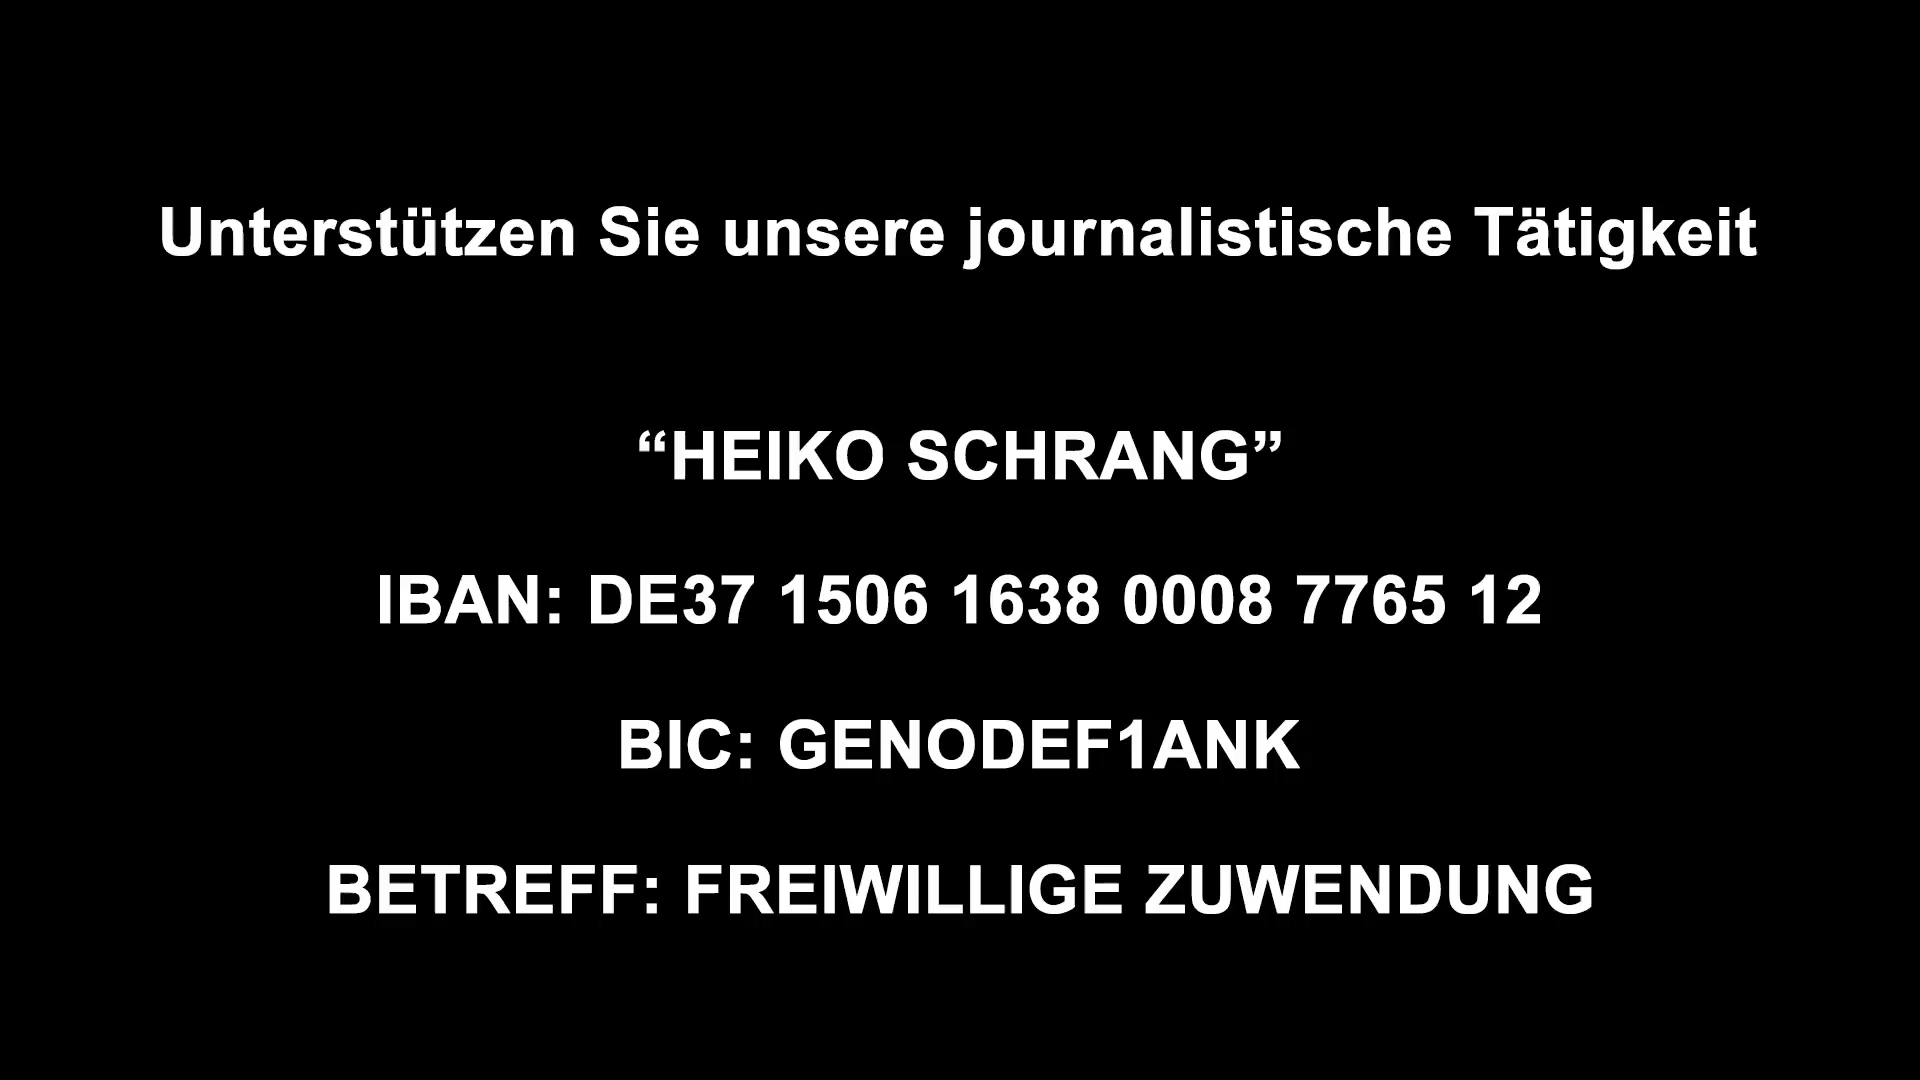 Unterstützen Sie unsere journalistische Tätigkeit
“HEIKO SCHRANG”
IBAN: DE37 1506 1638 0008 7765 12
BIC: GENODEF1ANK
BETREFF: FREIWILLIGE ZUWENDUNG